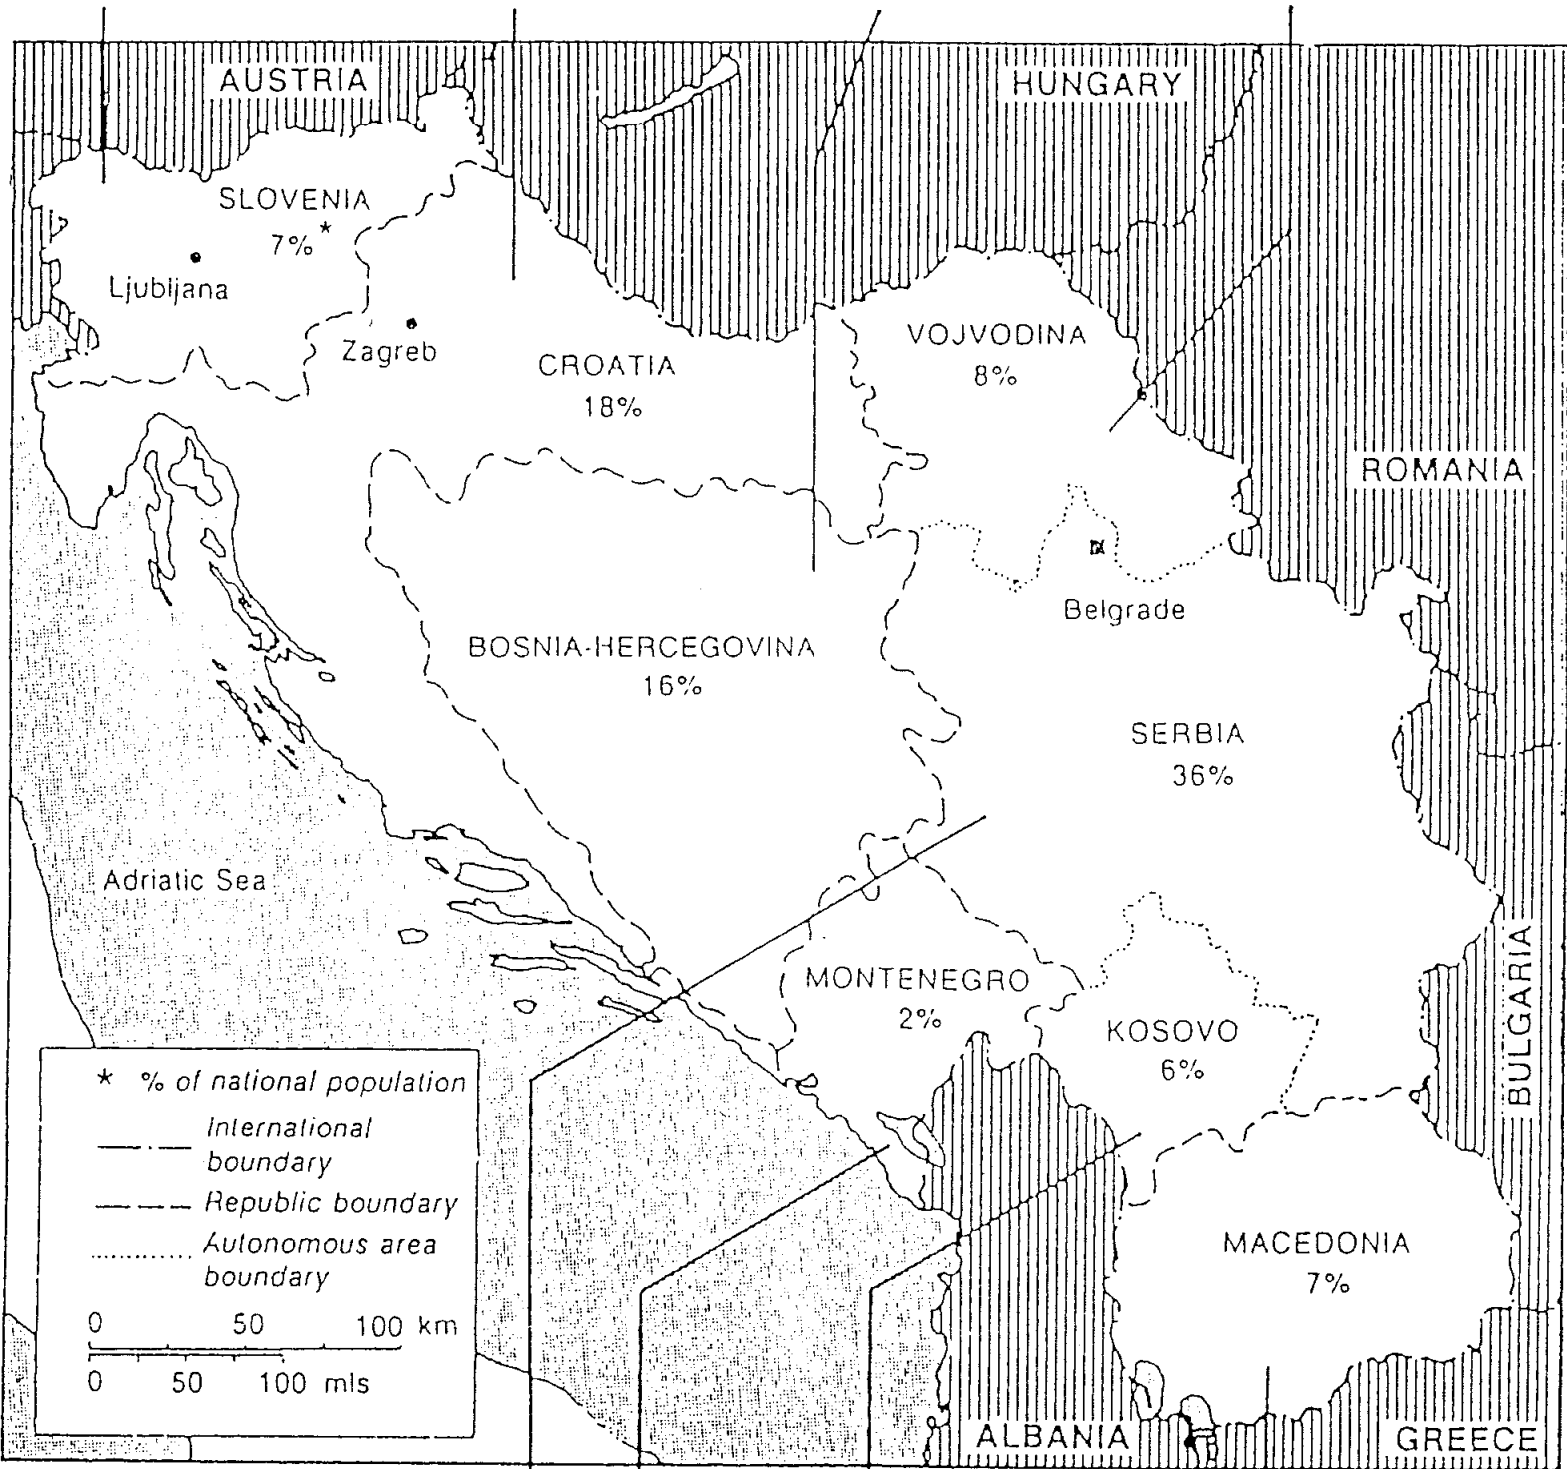 AUSTRIA
HUNGARY
SLOVENIA
7%*
Ljubljana
Zagreb
CROATIA
18%
VOJVODINA
8%
ROMANIA
Belgrade
BOSNIA-HERCEGOVINA
16%
SERBIA
36%
Adriatic Sea
MONTENEGRO
2%
KOSOVO
6%
BULGARIA
MACEDONIA
7%
ALBANIA
GREECE
* % of national population
International
boundary
Republic boundary
Autonomous area
boundary
0 50 100 km
0 50 100 mls